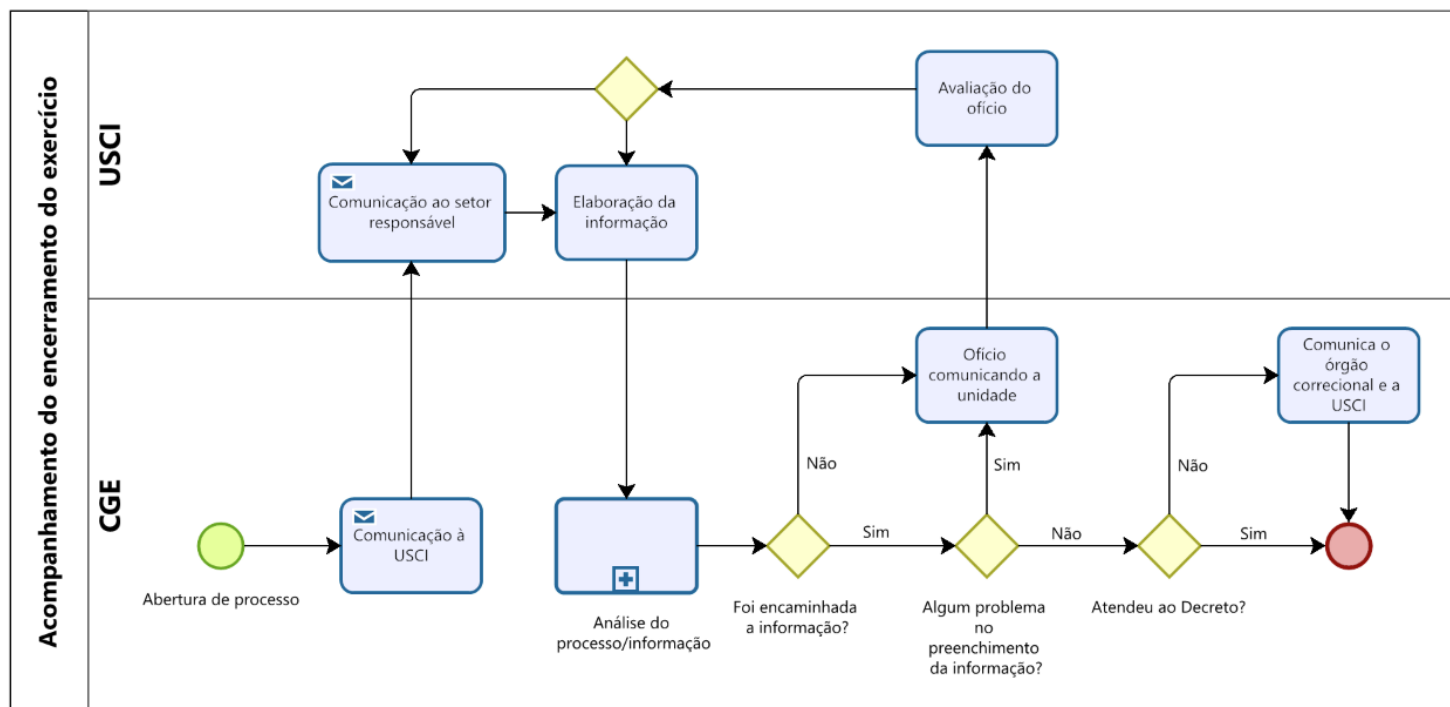 Acompanhamento do encerramento do exercício
USCI
Avaliação do
ofício
Comunicação ao setor
responsável
Elaboração da
informação
CGE
Ofício
comunicando a
unidade
Comunica o
órgão
correcional e a
USCI
Não
Sim
Não
Comunicação à
USCI
Sim
Não
Sim
Abertura de processo
Análise do
processo/informação
Foi encaminhada
a informação?
Algum problema
no
preenchimento
da informação?
Atendeu ao Decreto?